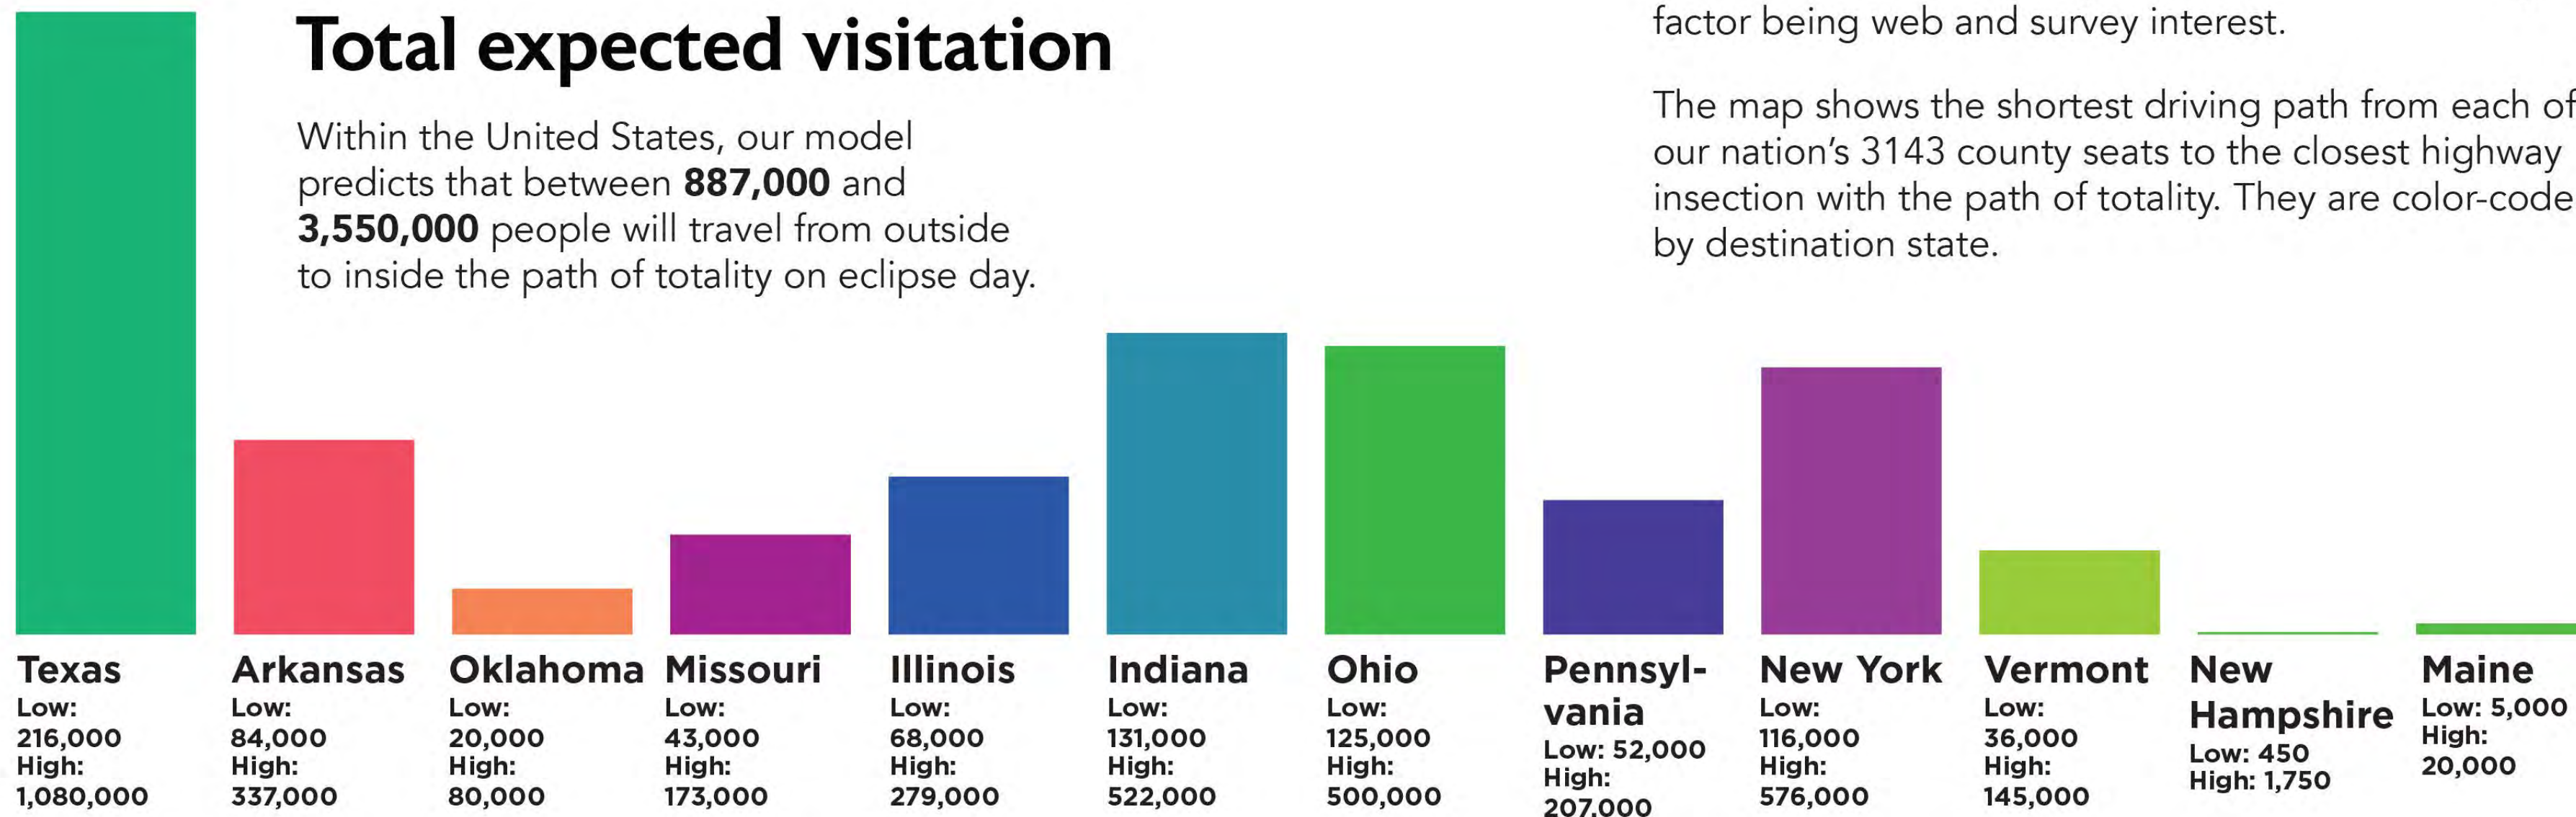 Total expected visitation
Within the United States, our model
predicts that between 887,000 and
3,550,000 people will travel from outside
to inside the path of totality on eclipse day.
factor being web and survey interest.
The map shows the shortest driving path from each of
our nation's 3143 county seats to the closest highway
insection with the path of totality. They are color-code
by destination state.
Texas
Low:
216,000
High:
1,080,000
Arkansas
Low:
84,000
High:
337,000
Oklahoma
Low:
20,000
High:
80,000
Missouri
Low:
43,000
High:
173,000
Illinois
Low:
68,000
High:
279,000
Indiana
Low:
131,000
High:
522,000
Ohio
Low:
125,000
High:
500,000
Pennsyl-
vania
Low: 52,000
High:
207,000
New York
Low:
116,000
High:
576,000
Vermont
Low:
36,000
High:
145,000
New
Hampshire
Low: 450
High: 1,750
Maine
Low: 5,000
High:
20,000